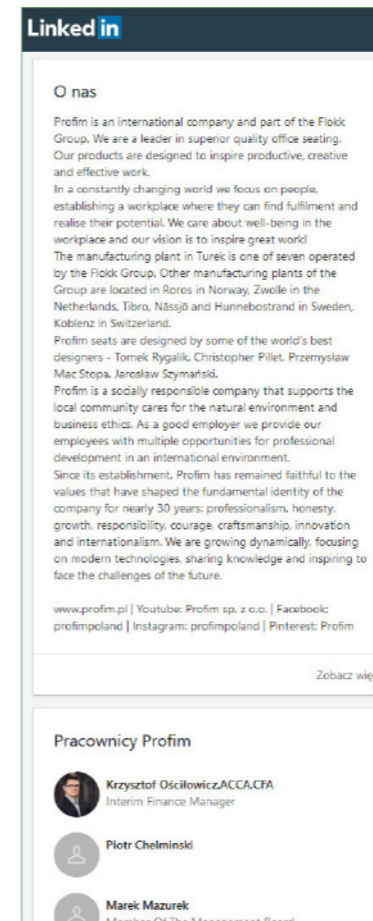 Linked in
O nas
Profim is an international company and part of the Flokk
Group. We are a leader in superior quality office seating.
Our products are designed to inspire productive, creative
and effective work.
In a constantly changing world we focus on people,
establishing a workplace where they can find fulfilment and
realise their potential. We care about well-being in the
workplace and our vision is to inspire great work!
The manufacturing plant in Turek is one of seven operated
by the Flokk Group. Other manufacturing plants of the
Group are located in Roros in Norway, Zwolle in the
Netherlands, Tibro, Nässjö and Hunnebostrand in Sweden,
Koblenz in Switzerland.
Profim seats are designed by some of the world's best
designers - Tomek Rygalik, Christopher Pillet, Przemysław
Mac Stopa, Jarosław Szymański.
Profim is a socially responsible company that supports the
local community cares for the natural environment and
business ethics. As a good employer we provide our
employees with multiple opportunities for professional
development in an international environment.
Since its establishment, Profim has remained faithful to the
values that have shaped the fundamental identity of the
company for nearly 30 years: professionalism, honesty,
growth, responsibility, courage, craftsmanship, innovation
and internationalism. We are growing dynamically, focusing
on modern technologies, sharing knowledge and inspiring to
face the challenges of the future.
www.profim.pl | Youtube: Profim sp. z o.o. | Facebook:
profimpoland | Instagram: profimpoland | Pinterest: Profim
Zobacz wię
Pracownicy Profim
Krzysztof Ościłowicz,ACCA,CFA
Interim Finance Manager
Piotr Chelminski
Marek Mazurek
Member Of The Management Board